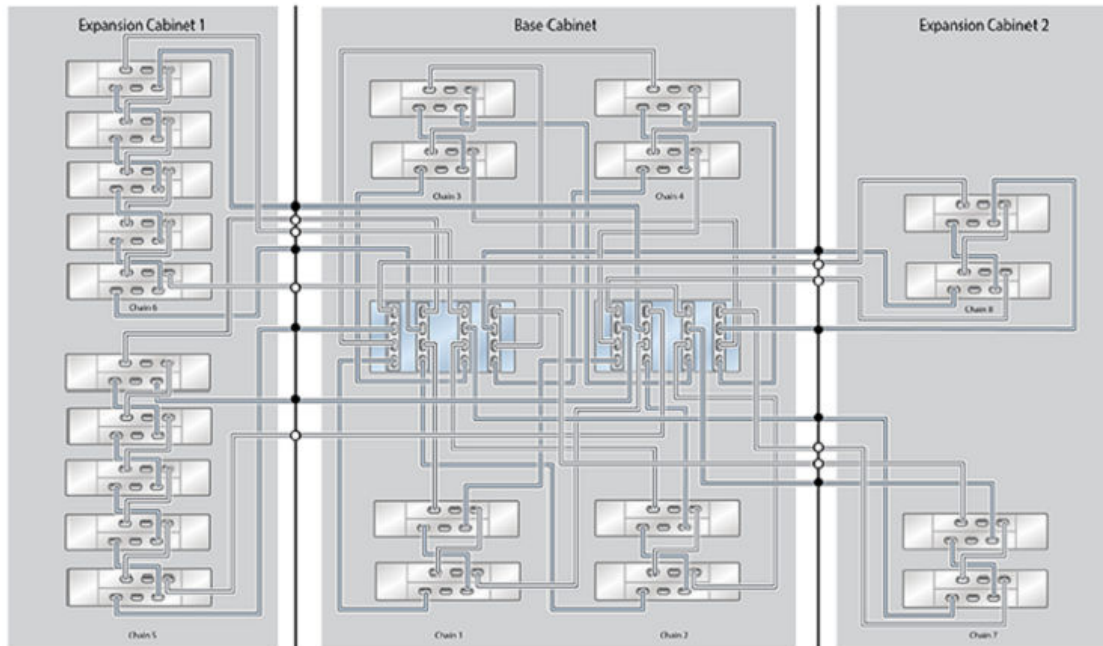 Expansion Cabinet 1
Base Cabinet
Expansion Cabinet 2
Chain 3
Chain 4
Chain 6
Chain 8
Chain 5
Chain 1
Chain 2
Chain 7